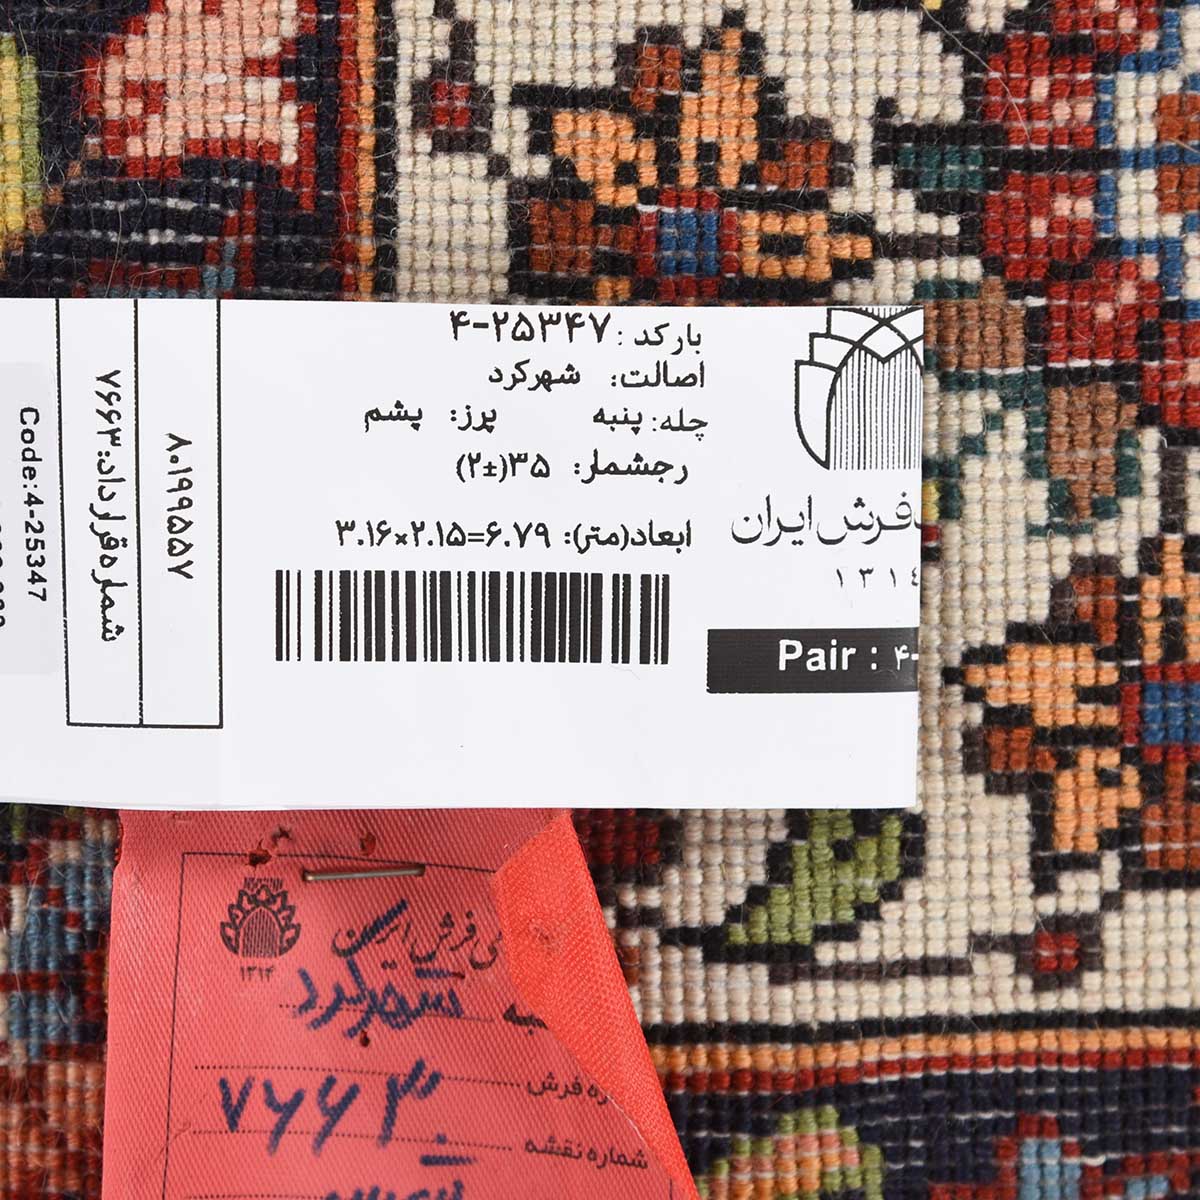 بارکد: ۴-۲۵۳۴۷
اصالت: شهرکرد
چله: پنبه پرز: پشم
رجشمار: ۳۵(±۲)
ابعاد(متر): ۳.۱۶×۲.۱۵=۶.۷۹
فرش ایران
۱۳۱۴
Pair : ۴-
۸۰۱۹۹۵۵۷
شماره قرارداد: ۷۶۶۳
Code:4-25347
فرش ایران
۱۳۱۴
شهرکرد
فرش ۷۶۶۳
شماره نقشه